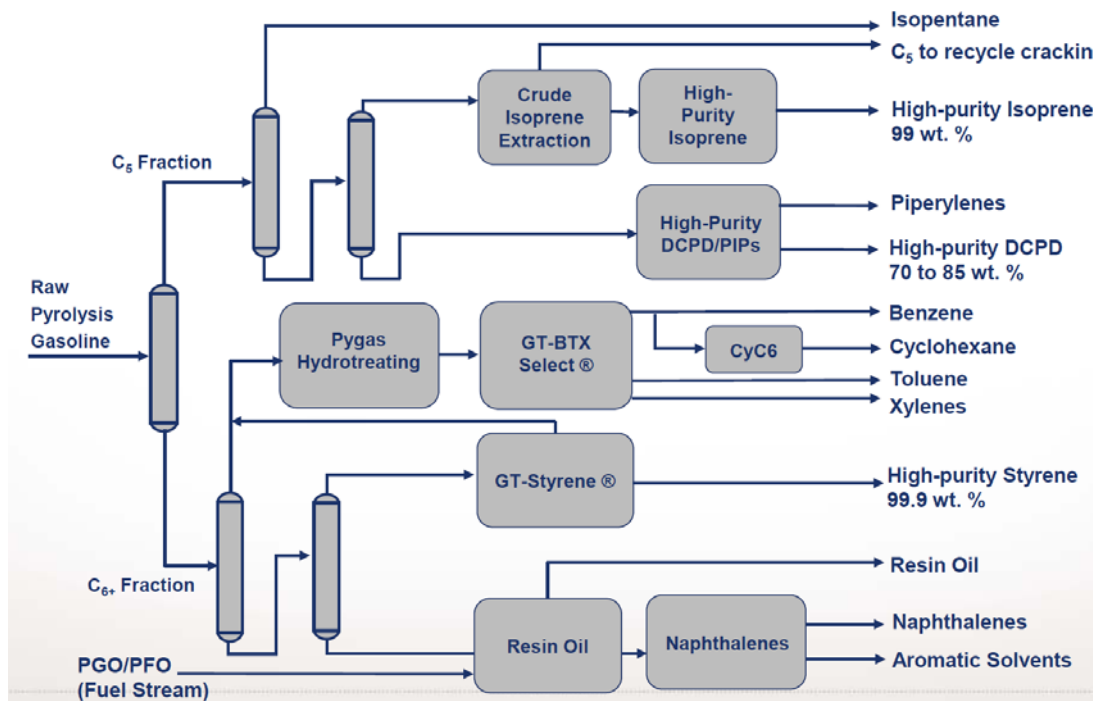 Isopentane
C₅ to recycle crackin
Crude
Isoprene
Extraction
High-
Purity
Isoprene
High-purity Isoprene
99 wt. %
C₅ Fraction
High-Purity
DCPD/PIPs
Piperylenes
High-purity DCPD
70 to 85 wt. %
Raw
Pyrolysis
Gasoline
Pygas
Hydrotreating
GT-BTX
Select ®
Benzene
CyC6
Cyclohexane
Toluene
Xylenes
GT-Styrene ®
High-purity Styrene
99.9 wt. %
C₆₊ Fraction
Resin Oil
Resin Oil
Naphthalenes
Naphthalenes
Aromatic Solvents
PGO/PFO
(Fuel Stream)